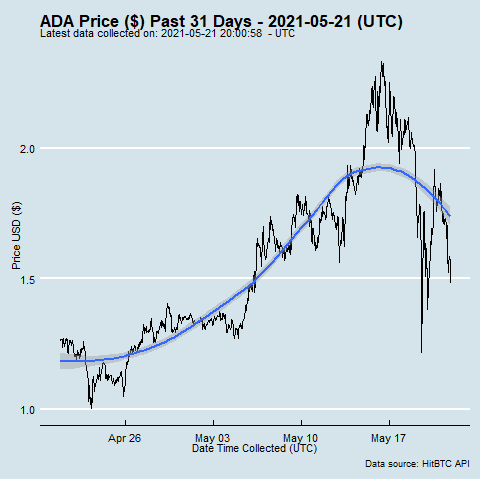 ADA Price ($) Past 31 Days - 2021-05-21 (UTC)
Latest data collected on: 2021-05-21 20:00:58 - UTC
Price USD ($)
2.0
1.5
1.0
Apr 26 May 03 May 10 May 17
Date Time Collected (UTC)
Data source: HitBTC API